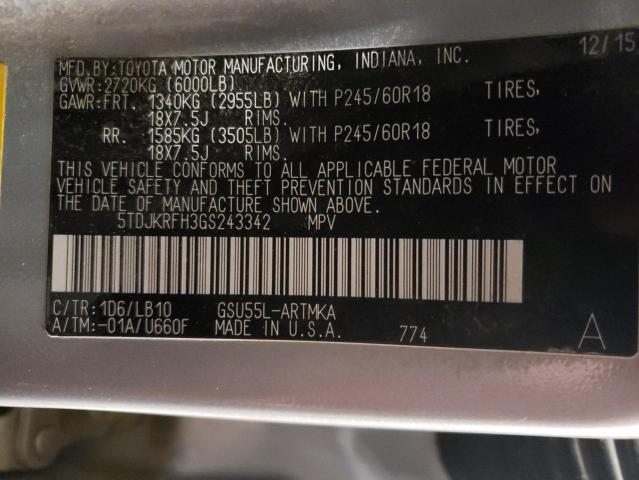 12/15
MFD.BY:TOYOTA MOTOR MANUFACTURING, INDIANA, INC.
GVWR:2720KG (6000LB)
GAWR:FRT. 1340KG (2955LB) WITH P245/60R18 TIRES,
18X7.5J RIMS.
RR. 1585KG (3505LB) WITH P245/60R18 TIRES,
18X7.5J RIMS.
THIS VEHICLE CONFORMS TO ALL APPLICABLE FEDERAL MOTOR
VEHICLE SAFETY AND THEFT PREVENTION STANDARDS IN EFFECT ON
THE DATE OF MANUFACTURE SHOWN ABOVE.
5TDJKRFH3GS243342 MPV
C/TR:1D6/LB10 GSU55L-ARTMKA
A/TM:-01A/U660F MADE IN U.S.A. 774 A